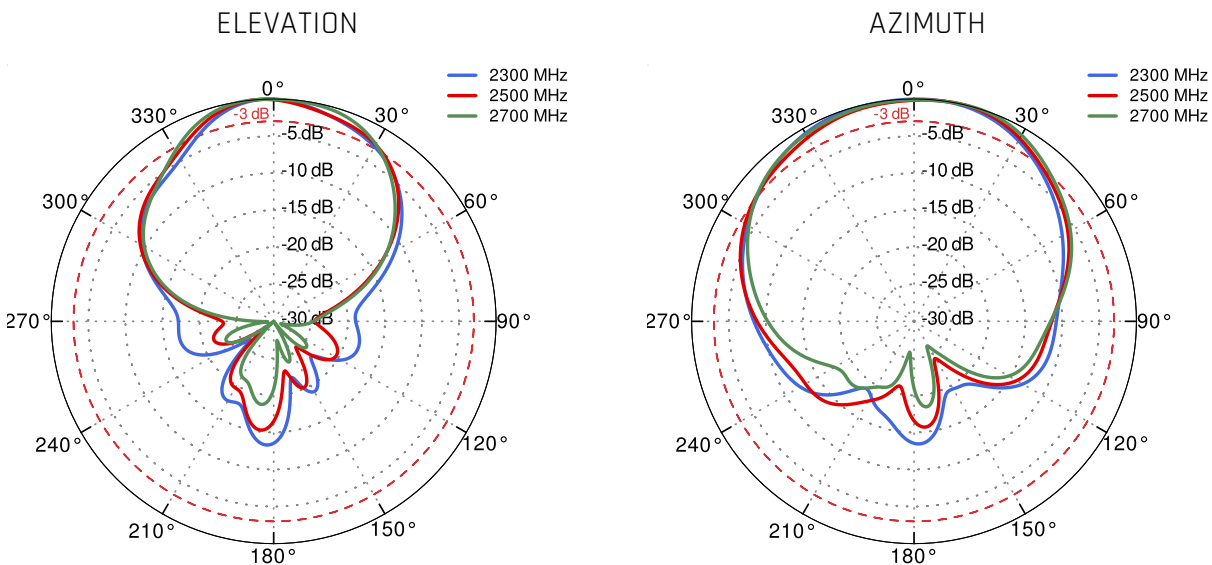 ELEVATION
2300 MHz
2500 MHz
2700 MHz
0°
-3 dB
330°
30°
-5 dB
-10 dB
300°
60°
-15 dB
-20 dB
-25 dB
270°
-30 dB
90°
240°
120°
210°
150°
180°
AZIMUTH
2300 MHz
2500 MHz
2700 MHz
0°
-3 dB
330°
30°
-5 dB
-10 dB
300°
60°
-15 dB
-20 dB
-25 dB
270°
-30 dB
90°
240°
120°
210°
150°
180°